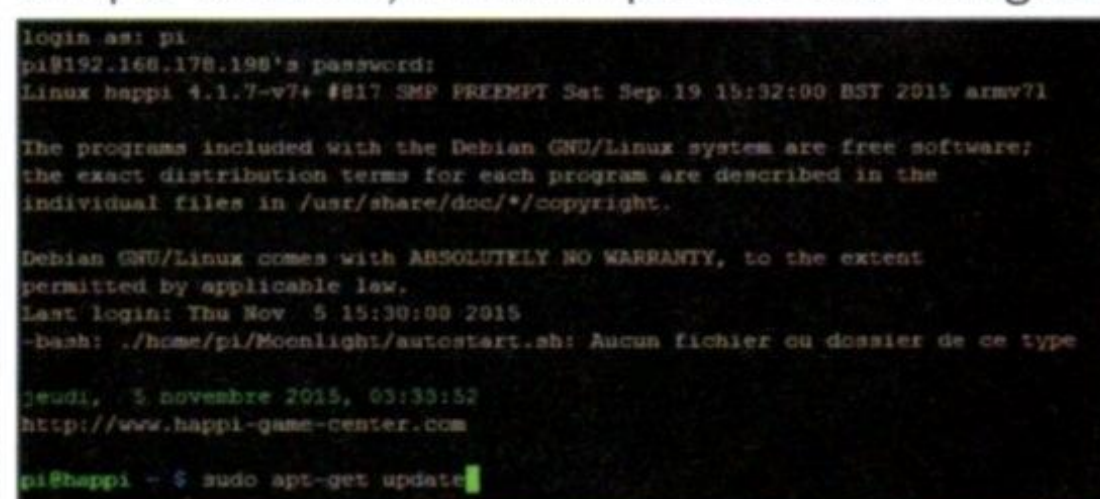 login as: pi
pi@192.168.178.198's password:
Linux happi 4.1.7-v7+ #817 SMP PREEMPT Sat Sep 19 15:32:00 BST 2015 armv7l
The programs included with the Debian GNU/Linux system are free software;
the exact distribution terms for each program are described in the
individual files in /usr/share/doc/*/copyright.
Debian GNU/Linux comes with ABSOLUTELY NO WARRANTY, to the extent
permitted by applicable law.
Last login: Thu Nov  5 15:30:00 2015
-bash: ./home/pi/Moonlight/autostart.sh: Aucun fichier ou dossier de ce type
jeudi,  5 novembre 2015, 03:33:52
http://www.happi-game-center.com
pi@happi ~ $ sudo apt-get update